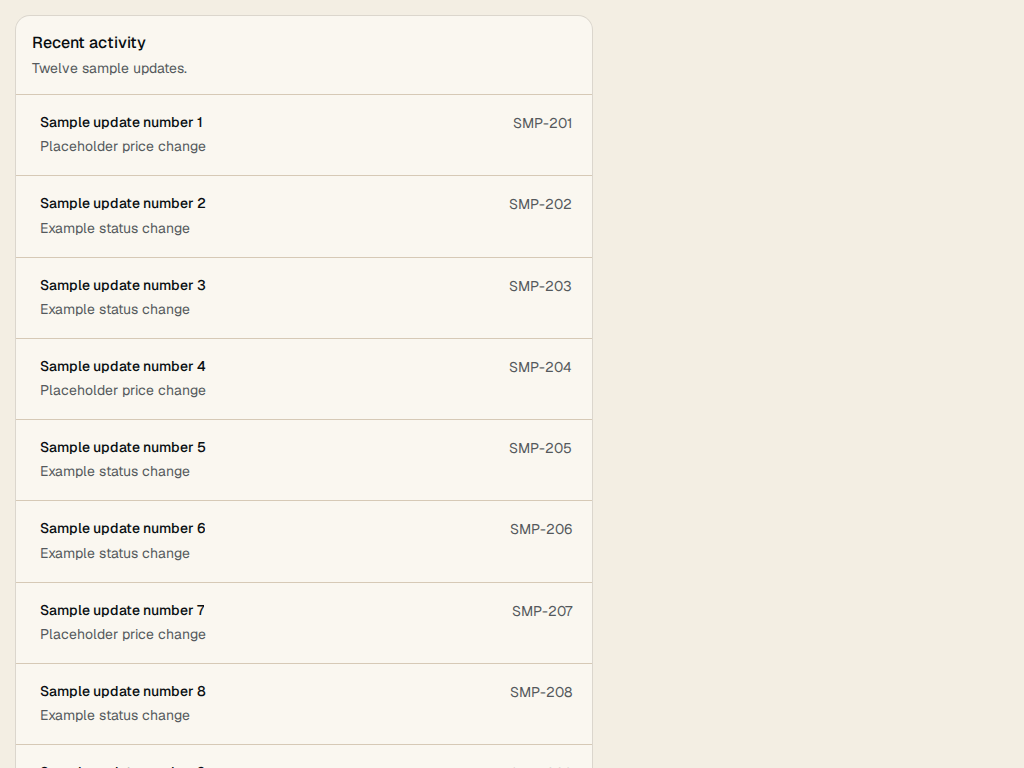 Recent activity
Twelve sample updates.
Sample update number 1 SMP-201
Placeholder price change
Sample update number 2 SMP-202
Example status change
Sample update number 3 SMP-203
Example status change
Sample update number 4 SMP-204
Placeholder price change
Sample update number 5 SMP-205
Example status change
Sample update number 6 SMP-206
Example status change
Sample update number 7 SMP-207
Placeholder price change
Sample update number 8 SMP-208
Example status change